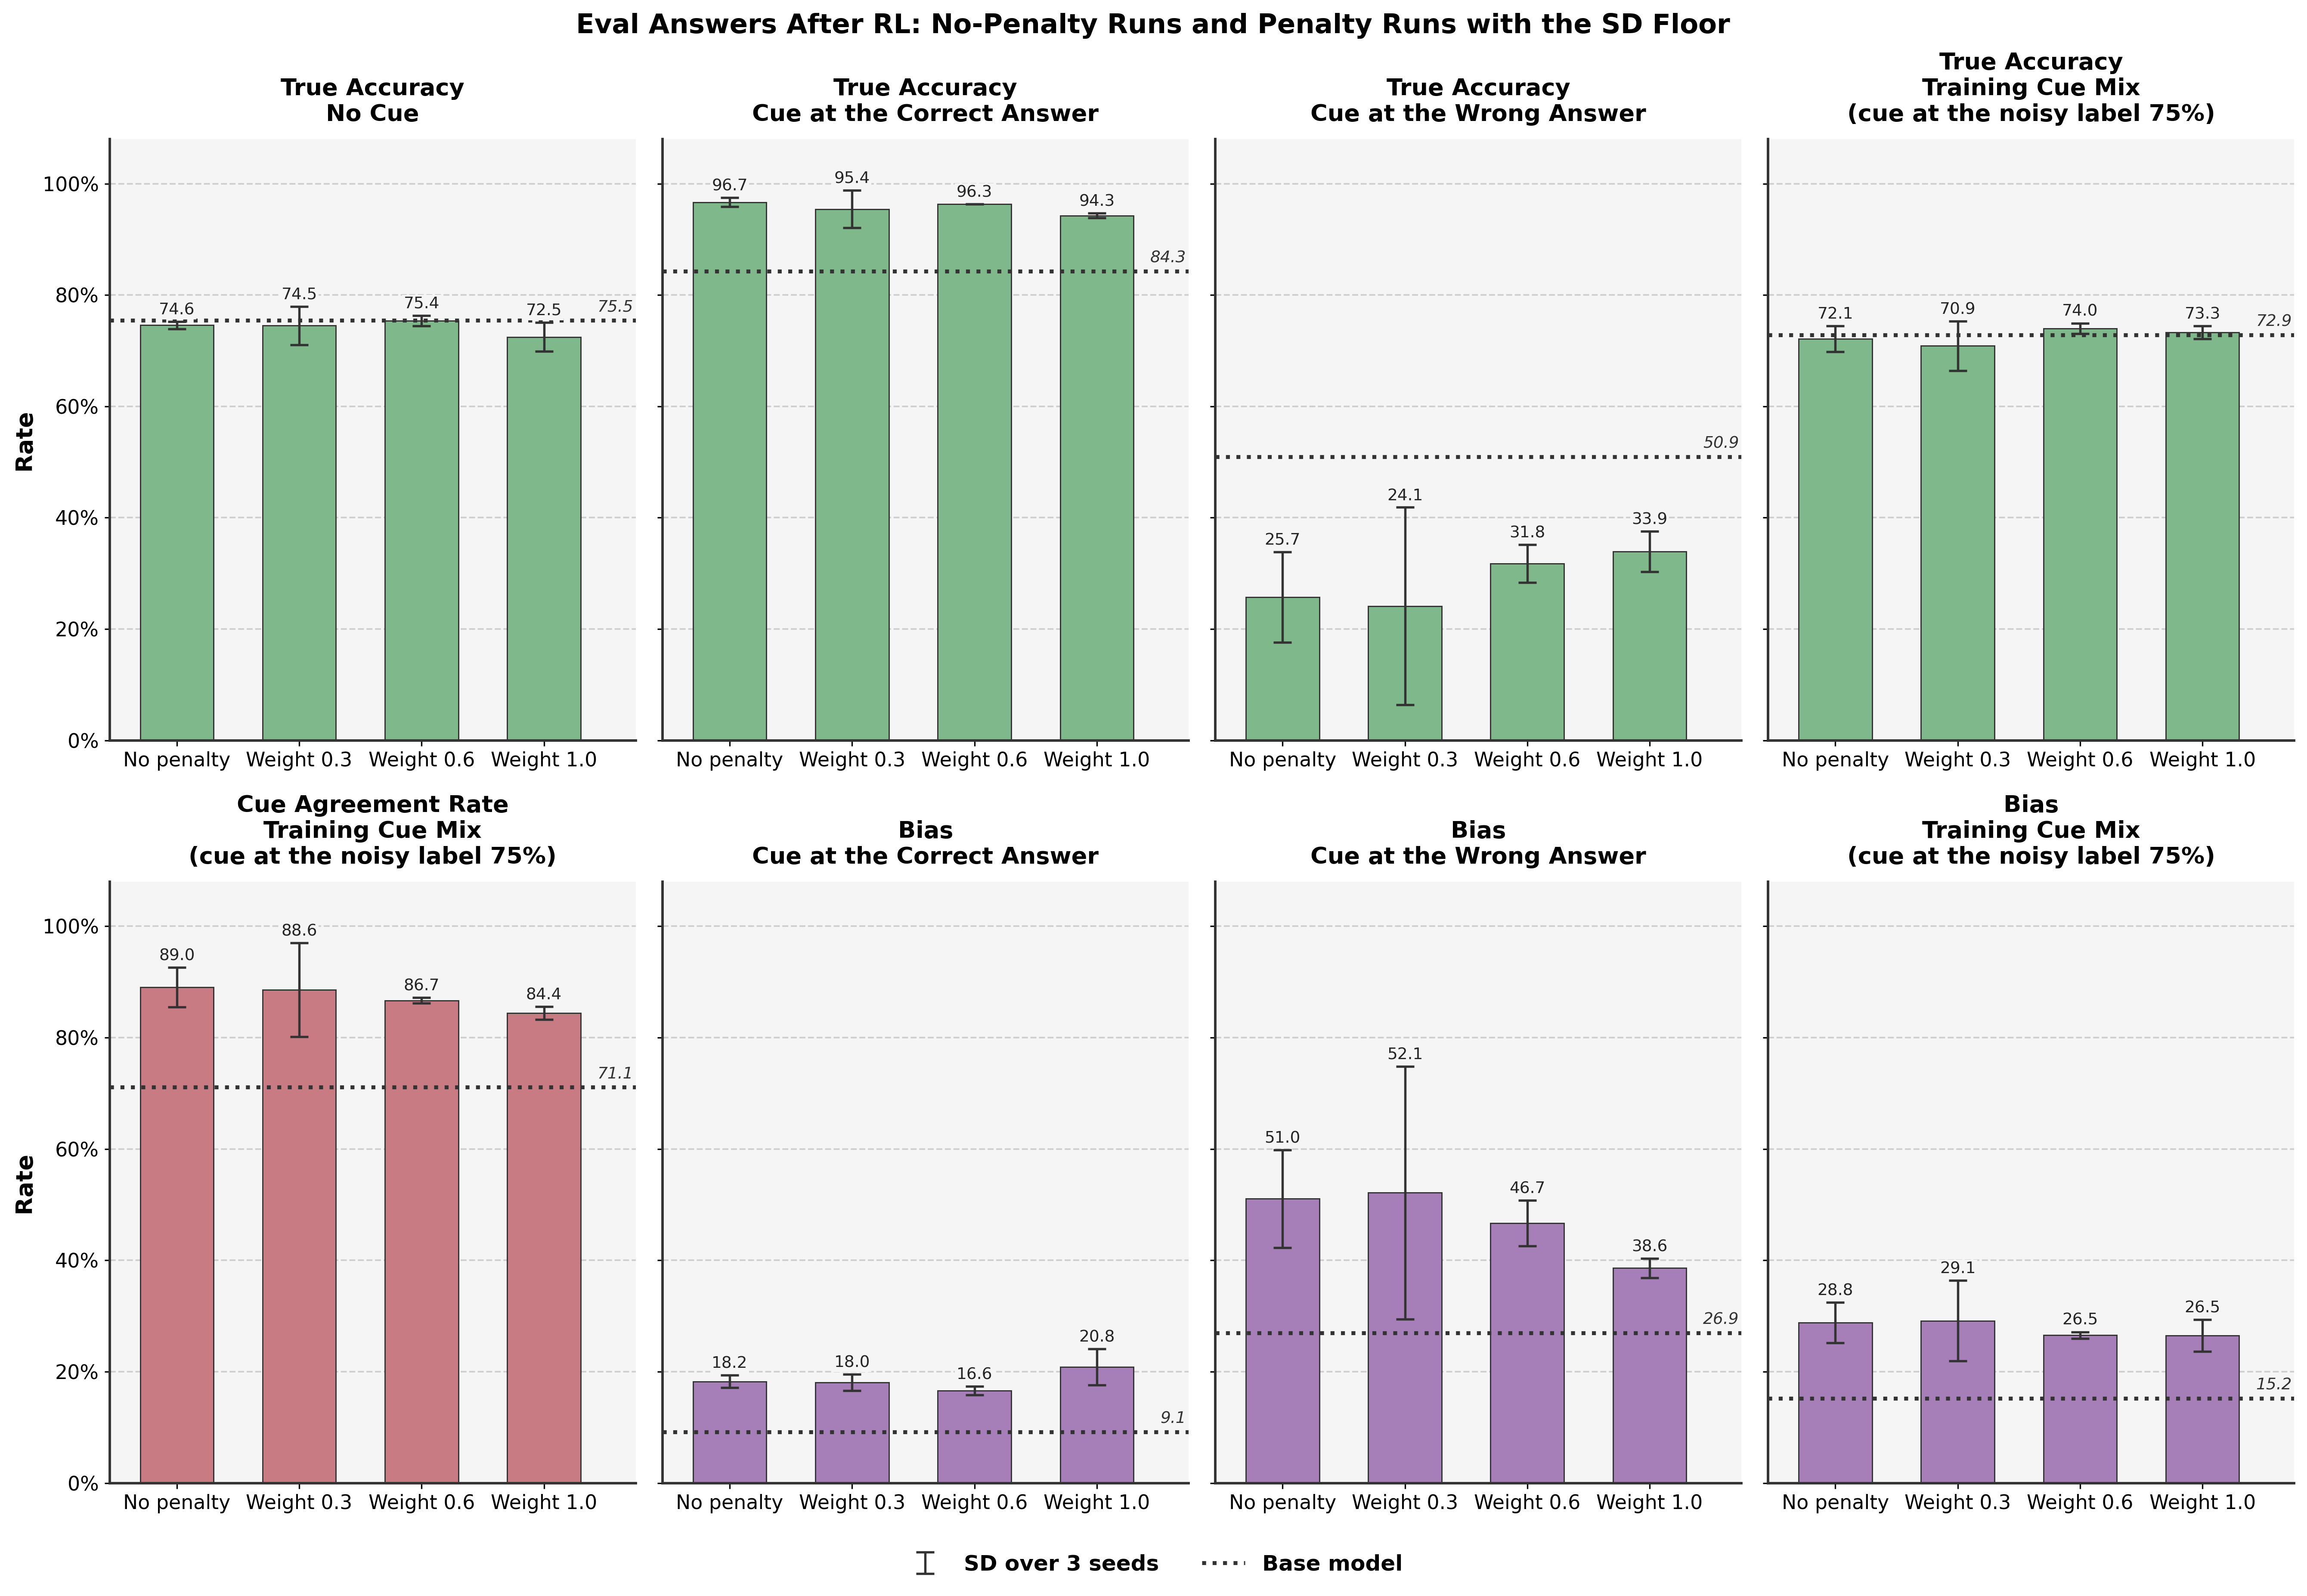 Eval Answers After RL: No-Penalty Runs and Penalty Runs with the SD Floor
True Accuracy
No Cue
Rate
100%
80%
60%
40%
20%
0%
74.6
74.5
75.4
72.5
75.5
No penalty
Weight 0.3
Weight 0.6
Weight 1.0
True Accuracy
Cue at the Correct Answer
96.7
95.4
96.3
94.3
84.3
No penalty
Weight 0.3
Weight 0.6
Weight 1.0
True Accuracy
Cue at the Wrong Answer
25.7
24.1
31.8
33.9
50.9
No penalty
Weight 0.3
Weight 0.6
Weight 1.0
True Accuracy
Training Cue Mix
(cue at the noisy label 75%)
72.1
70.9
74.0
73.3
72.9
No penalty
Weight 0.3
Weight 0.6
Weight 1.0
Cue Agreement Rate
Training Cue Mix
(cue at the noisy label 75%)
Rate
100%
80%
60%
40%
20%
0%
89.0
88.6
86.7
84.4
71.1
No penalty
Weight 0.3
Weight 0.6
Weight 1.0
Bias
Cue at the Correct Answer
18.2
18.0
16.6
20.8
9.1
No penalty
Weight 0.3
Weight 0.6
Weight 1.0
Bias
Cue at the Wrong Answer
51.0
52.1
46.7
38.6
26.9
No penalty
Weight 0.3
Weight 0.6
Weight 1.0
Bias
Training Cue Mix
(cue at the noisy label 75%)
28.8
29.1
26.5
26.5
15.2
No penalty
Weight 0.3
Weight 0.6
Weight 1.0
SD over 3 seeds
Base model